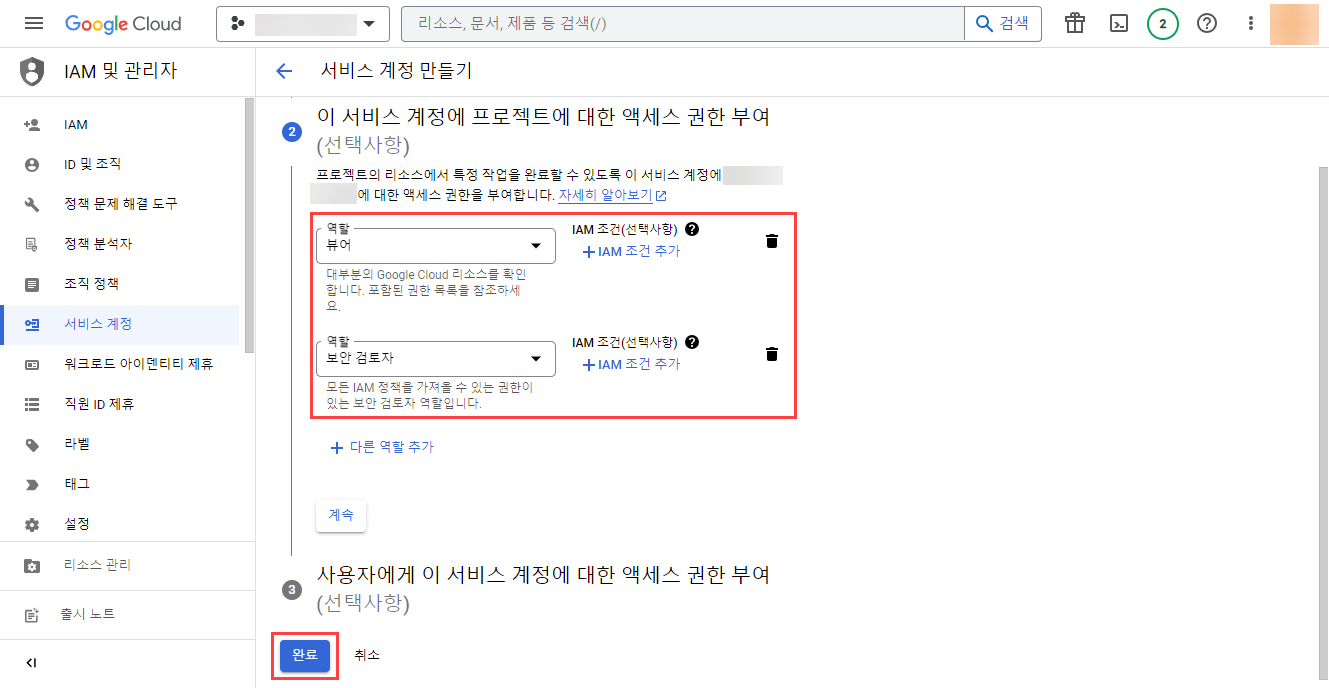 Google Cloud
리소스, 문서, 제품 등 검색(/)
검색
2
IAM 및 관리자
서비스 계정 만들기
IAM
ID 및 조직
정책 문제 해결 도구
정책 분석자
조직 정책
서비스 계정
워크로드 아이덴티티 제휴
직원 ID 제휴
라벨
태그
설정
리소스 관리
출시 노트
2
이 서비스 계정에 프로젝트에 대한 액세스 권한 부여
(선택사항)
프로젝트의 리소스에서 특정 작업을 완료할 수 있도록 이 서비스 계정에
에 대한 액세스 권한을 부여합니다. 자세히 알아보기
역할
뷰어
IAM 조건(선택사항)
IAM 조건 추가
대부분의 Google Cloud 리소스를 확인
합니다. 포함된 권한 목록을 참조하세
요.
역할
보안 검토자
IAM 조건(선택사항)
IAM 조건 추가
모든 IAM 정책을 가져올 수 있는 권한이
있는 보안 검토자 역할입니다.
다른 역할 추가
계속
3
사용자에게 이 서비스 계정에 대한 액세스 권한 부여
(선택사항)
완료
취소